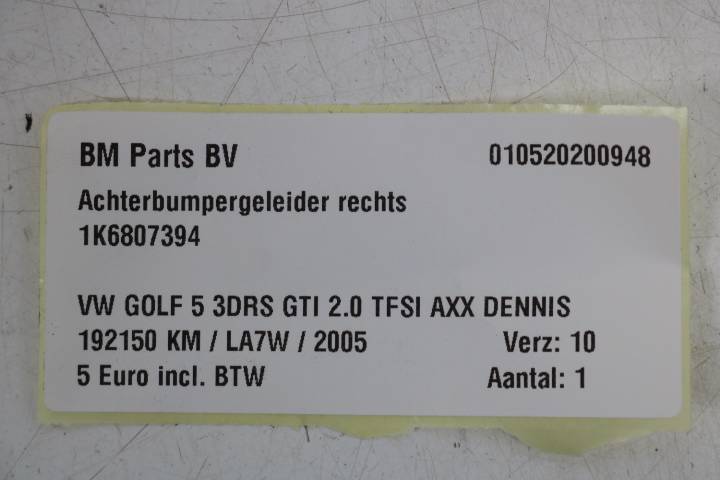 BM Parts BV 010520200948
Achterbumpergeleider rechts
1K6807394
VW GOLF 5 3DRS GTI 2.0 TFSI AXX DENNIS
192150 KM / LA7W / 2005 Verz: 10
5 Euro incl. BTW Aantal: 1